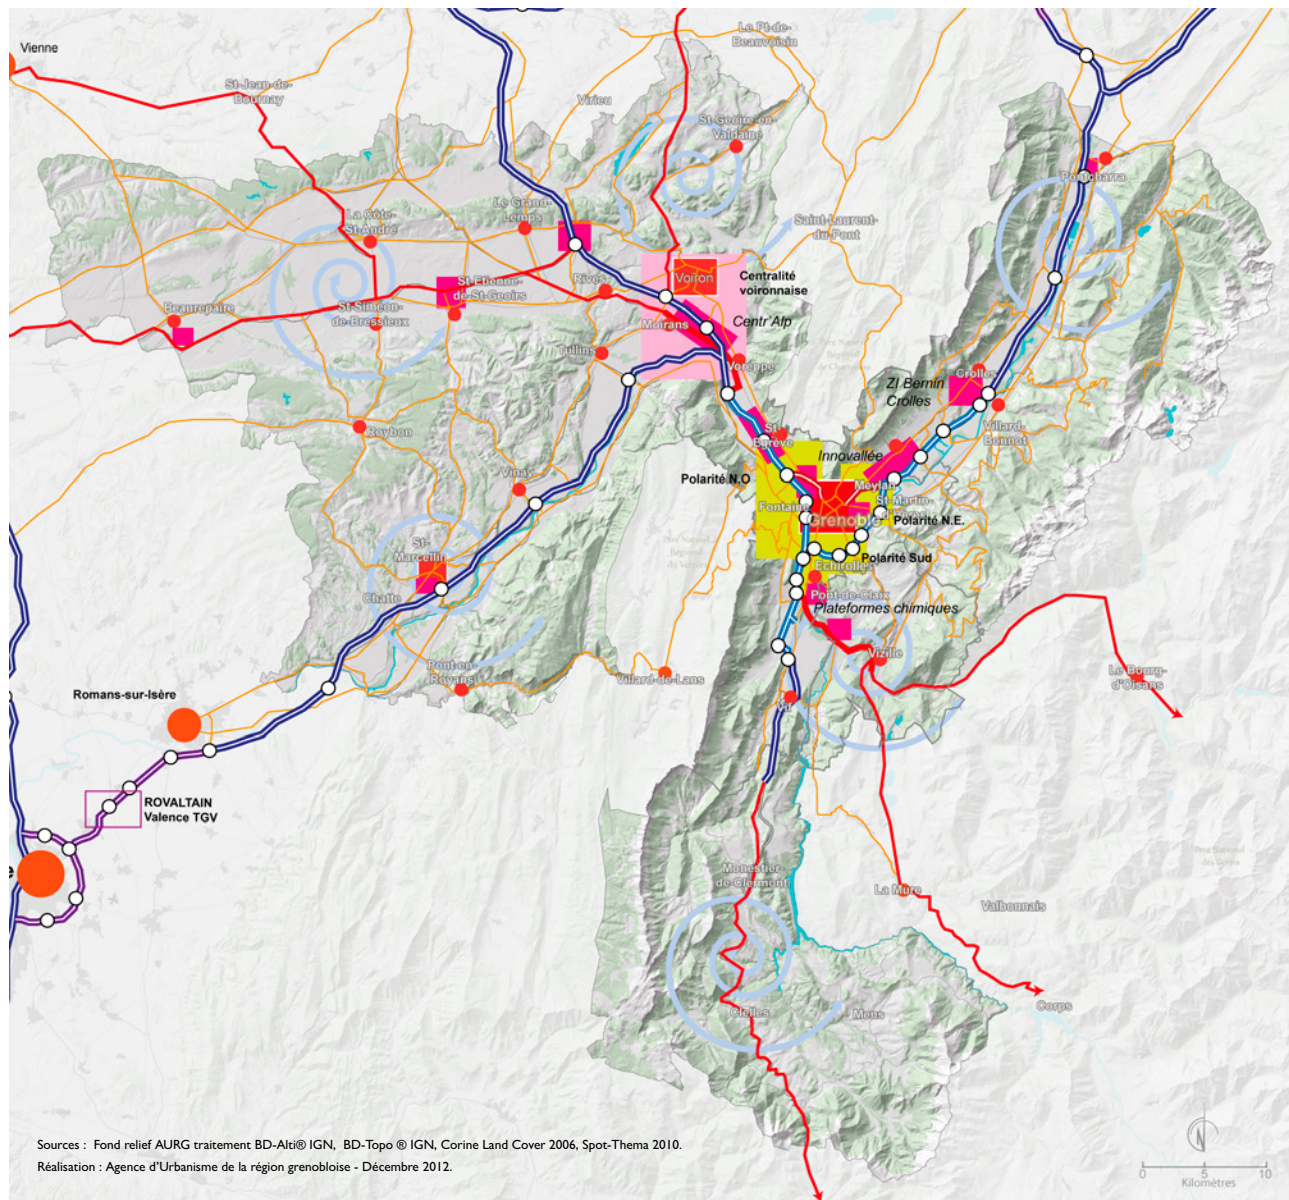 Le Pt-de-
Beauvoisin
Vienne
St-Jean-de-
Bournay
Virieu
St-Geoire-en-
Valdaine
Pontcharra
La Côte-
St-André
Le Grand-
Lemps
Saint-Laurent-
du-Pont
Voiron
Centralité
voironnaise
Rives
St-Etienne-
de-St-Geoirs
Beaurepaire
St-Siméon-
de-Bressieux
Moirans
Centr'Alp
Tullins
Voreppe
Crolles
ZI Bernin
Crolles
Villard-
Bonnot
Roybon
St-
Egrève
Innovallée
Vinay
Polarité N.O
Meylan
Fontaine
St-Martin-
Grenoble
Polarité N.E.
St-
Marcellin
Polarité Sud
Echirolles
Chatte
Pont-de-Claix
Plateformes chimiques
Vizille
Pont-en-
Royans
Villard-de-Lans
Le Bourg-
d'Oisans
Romans-sur-Isère
Vif
ROVALTAIN
Valence TGV
e
Monestier-
de-Clermont
La Mure
Valbonnais
Corps
Clelles
Mens
Sources : Fond relief AURG traitement BD-Alti® IGN, BD-Topo ® IGN, Corine Land Cover 2006, Spot-Thema 2010.
Réalisation : Agence d'Urbanisme de la région grenobloise - Décembre 2012.
N
0 5 10
Kilomètres